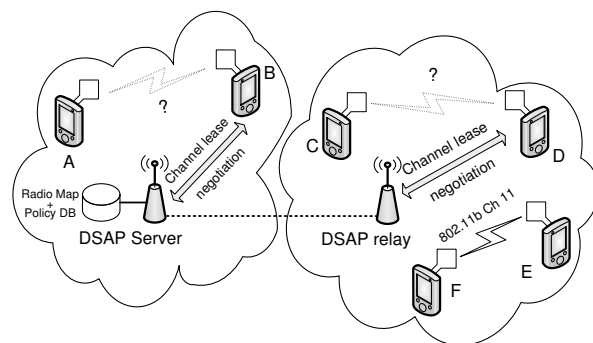 B
?
A
Channel lease
negotiation
Radio Map
+
Policy DB
DSAP Server
?
C
D
Channel lease
negotiation
DSAP relay
802.11b Ch 11
F
E